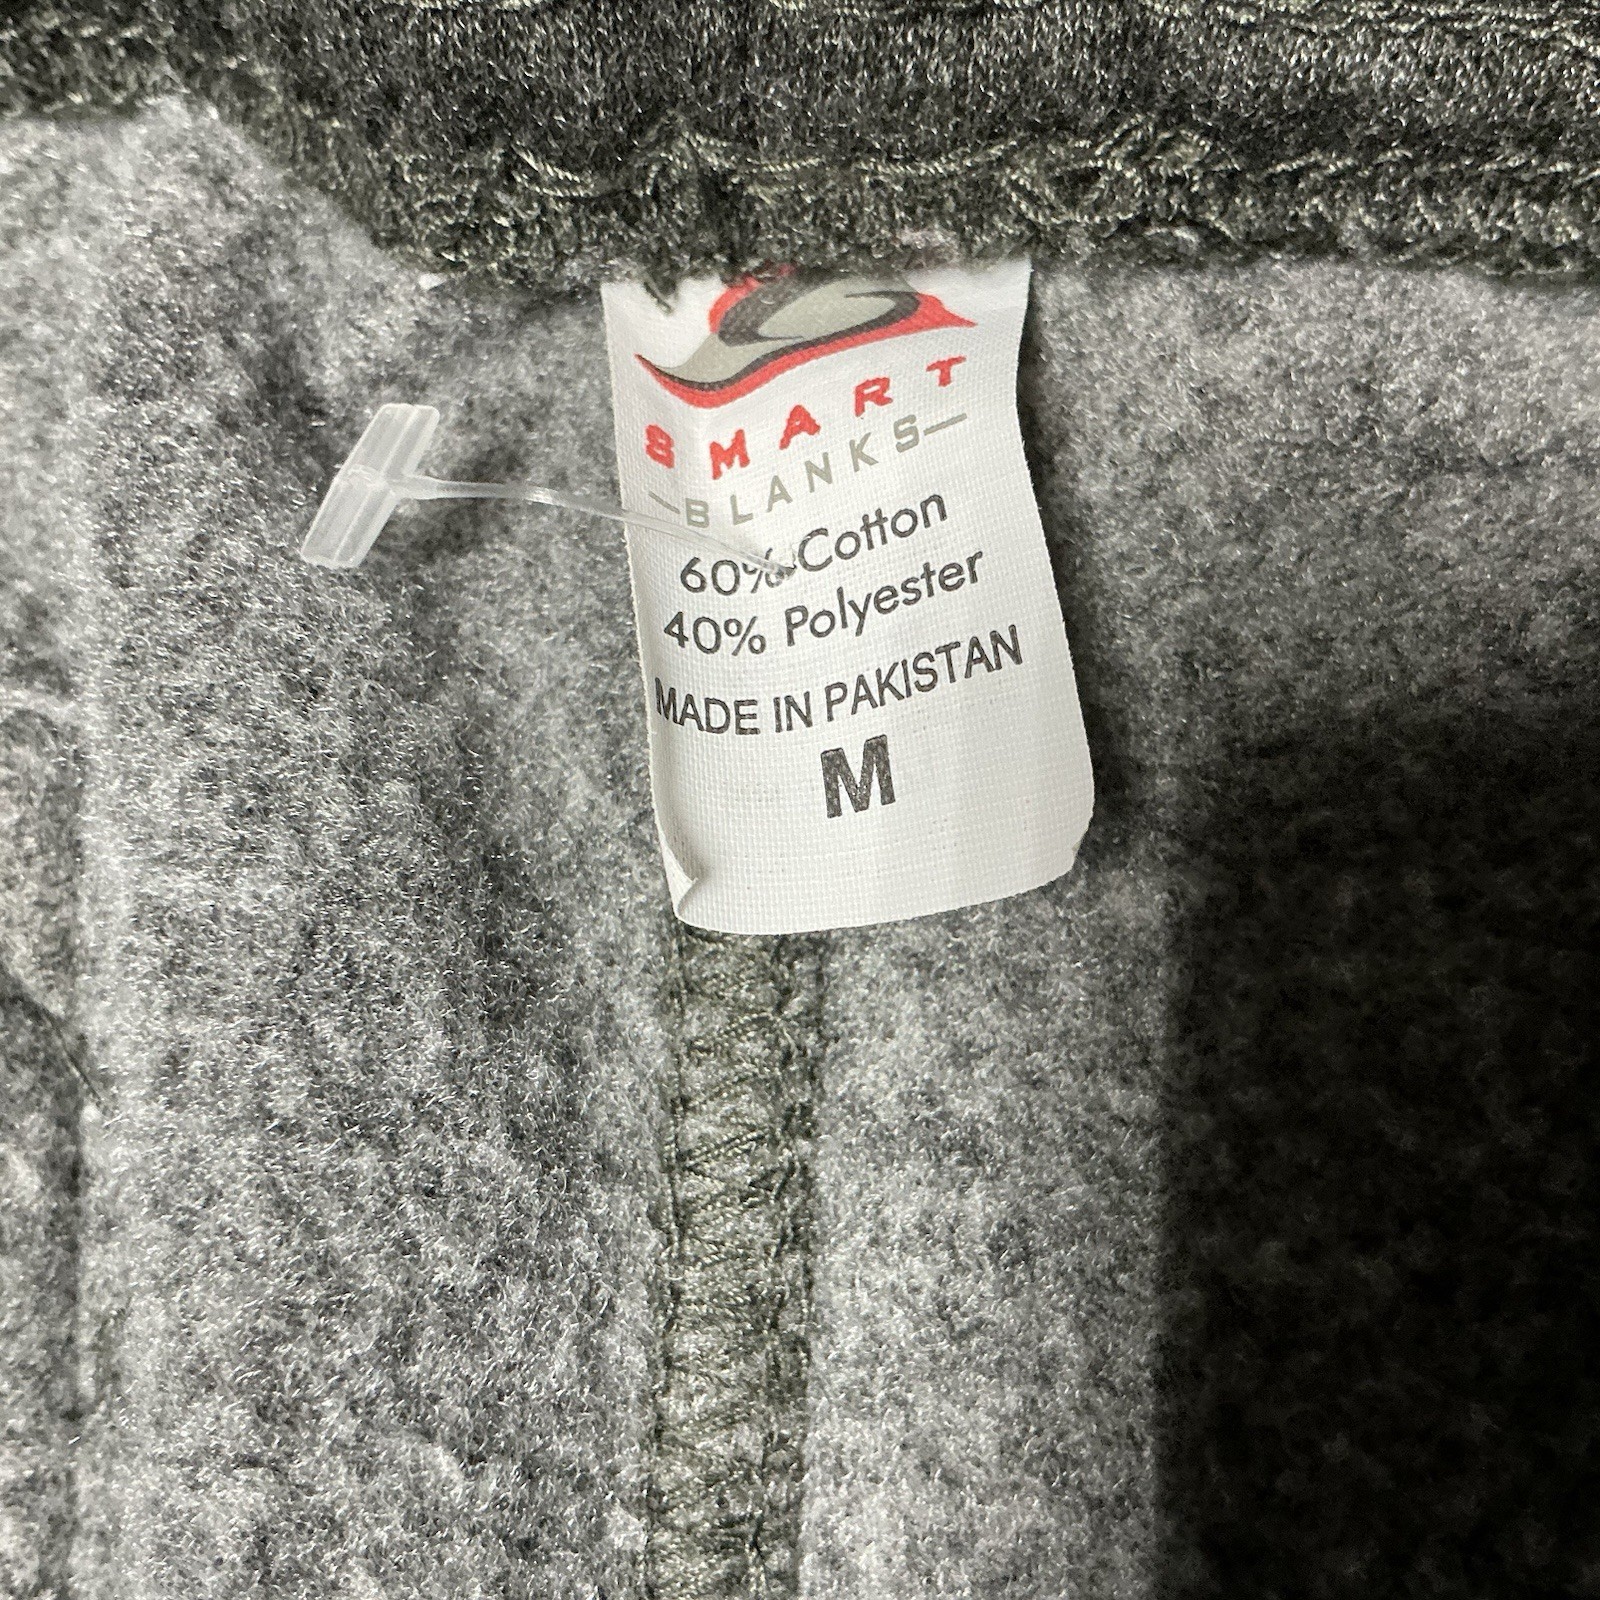 SMART
BLANKS
60% Cotton
40% Polyester
MADE IN PAKISTAN
M